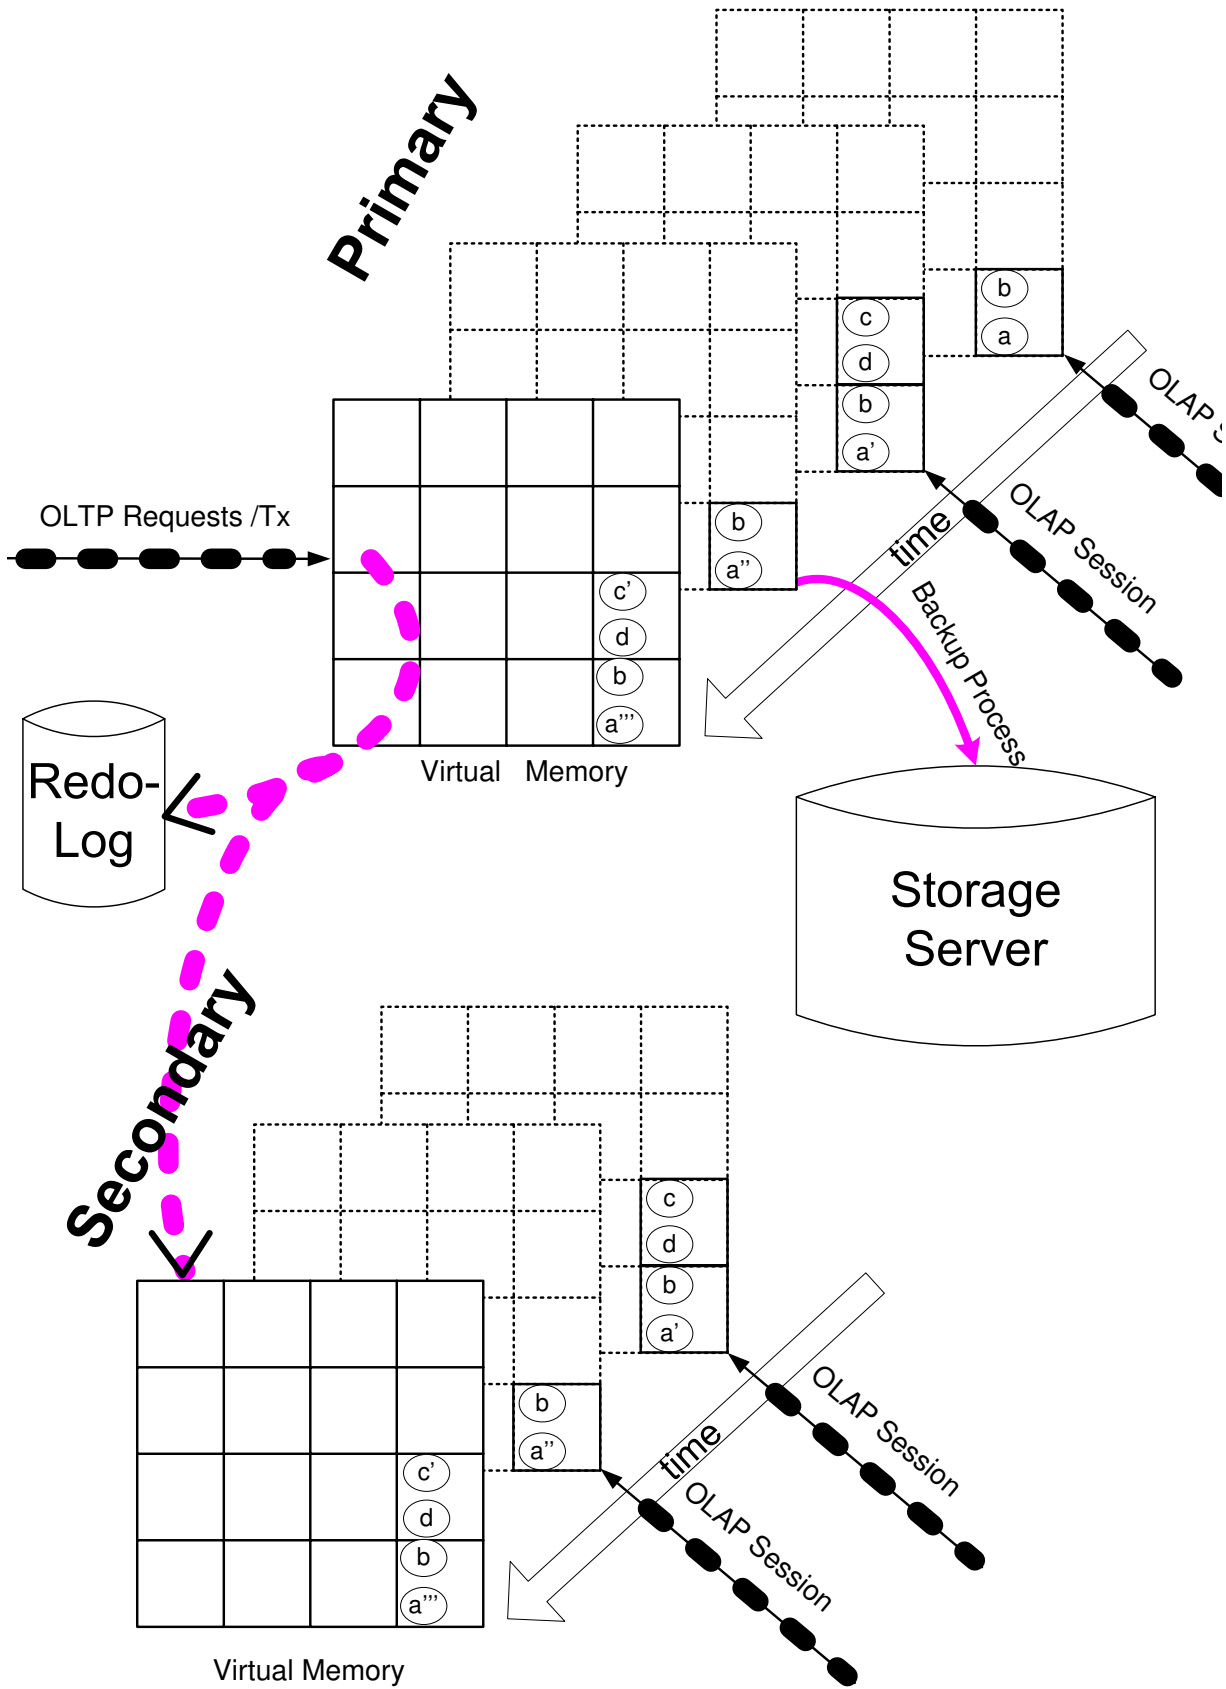 Primary
b
a
c
d
b
a'
OLAP S
OLAP Session
time
OLTP Requests /Tx
b
a''
c'
d
b
a'''
Backup Process
Virtual Memory
Redo-
Log
Storage
Server
Secondary
c
d
b
a'
b
a''
OLAP Session
time
OLAP Session
c'
d
b
a'''
Virtual Memory